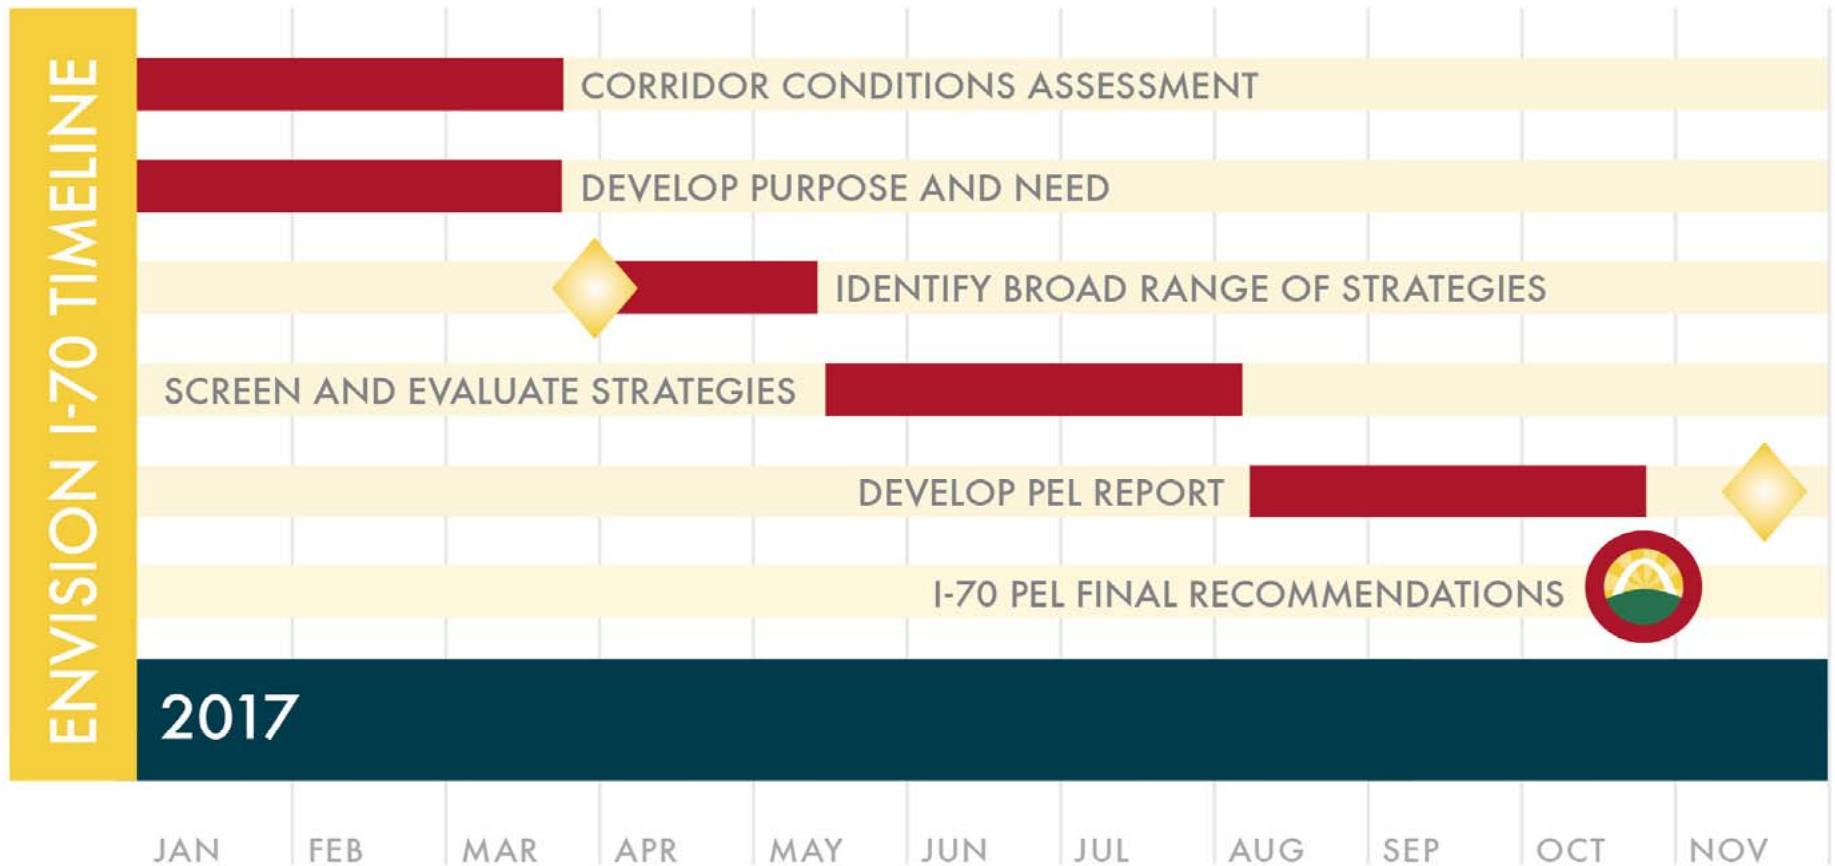 ENVISION I-70 TIMELINE
CORRIDOR CONDITIONS ASSESSMENT
DEVELOP PURPOSE AND NEED
IDENTIFY BROAD RANGE OF STRATEGIES
SCREEN AND EVALUATE STRATEGIES
DEVELOP PEL REPORT
I-70 PEL FINAL RECOMMENDATIONS
2017
JAN FEB MAR APR MAY JUN JUL AUG SEP OCT NOV